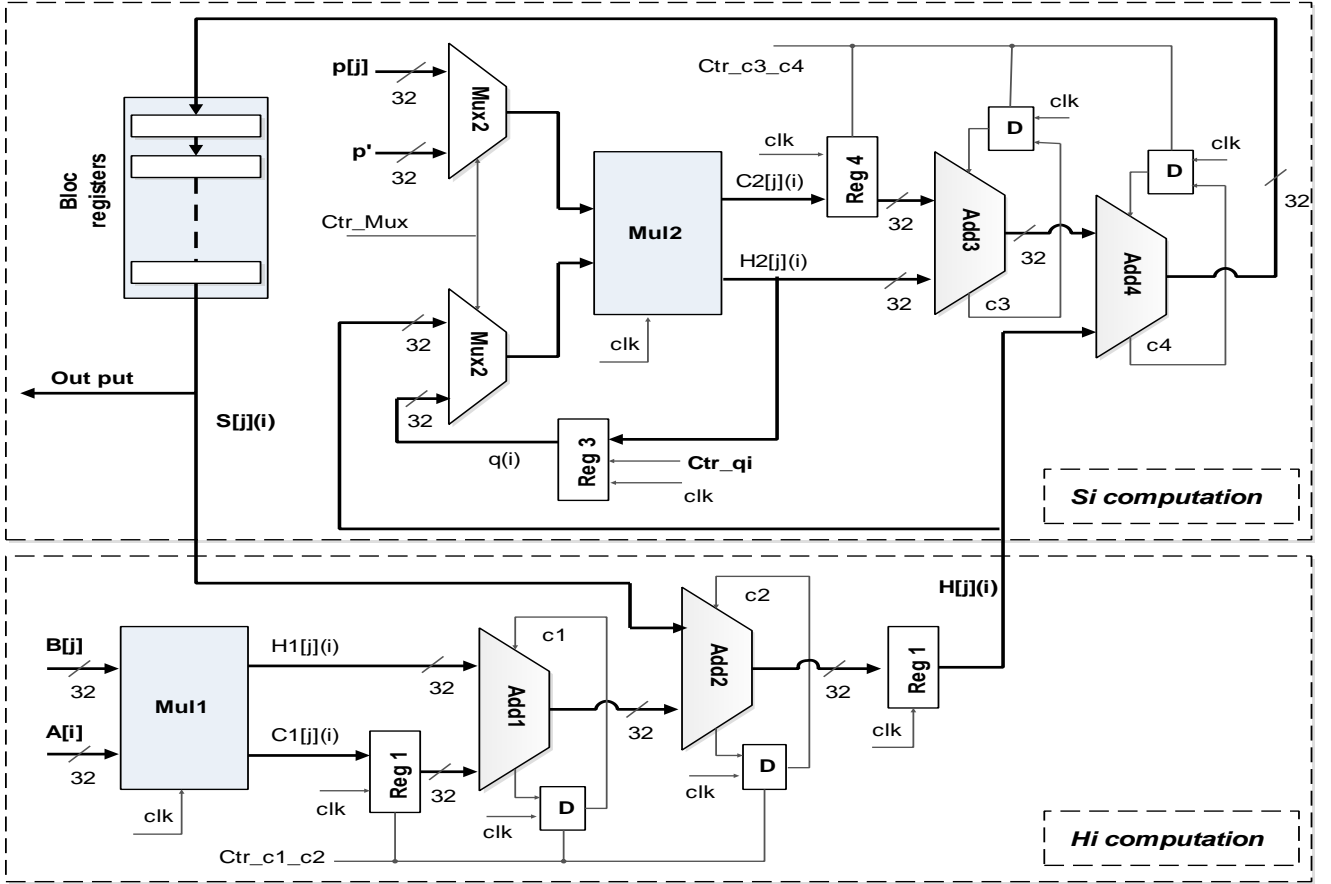 Ctr_c3_c4
p[j]
32
Mux2
p'
32
clk
D
clk
D
clk
Reg 4
32
Bloc
registers
Ctr_Mux
Mul2
C2[j](i)
32
Add3
32
H2[j](i)
32
c3
Add4
c4
32
Mux2
clk
32
Out put
S[j](i)
q(i)
Reg 3
Ctr_qi
clk
Si computation
H[j](i)
B[j]
32
A[i]
32
Mul1
clk
H1[j](i)
32
C1[j](i)
Reg 1
32
clk
c1
Add1
32
D
clk
c2
Add2
32
D
clk
Reg 1
clk
Ctr_c1_c2
Hi computation